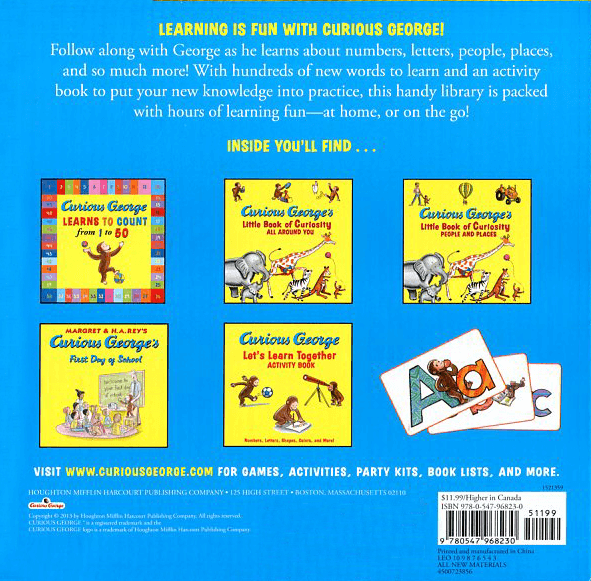 LEARNING IS FUN WITH CURIOUS GEORGE!
Follow along with George as he learns about numbers, letters, people, places,
and so much more! With hundreds of new words to learn and an activity
book to put your new knowledge into practice, this handy library is packed
with hours of learning fun—at home, or on the go!
INSIDE YOU'LL FIND . . .
Curious George
LEARNS TO COUNT
from 1 to 50
Curious George's
Little Book of Curiosity
ALL AROUND YOU
Curious George's
Little Book of Curiosity
PEOPLE AND PLACES
MARGRET & H.A.REY'S
Curious George's
First Day of School
Curious George
Let's Learn Together
ACTIVITY BOOK
Numbers, Letters, Shapes, Colors, and More!
Aa
c
VISIT WWW.CURIOUSGEORGE.COM FOR GAMES, ACTIVITIES, PARTY KITS, BOOK LISTS, AND MORE.
HOUGHTON MIFFLIN HARCOURT PUBLISHING COMPANY • 125 HIGH STREET • BOSTON, MASSACHUSETTS 02110
1521359
Curious George
Copyright © 2013 by Houghton Mifflin Harcourt Publishing Company. All rights reserved.
CURIOUS GEORGE ® is a registered trademark and the
CURIOUS GEORGE logo is a trademark of Houghton Mifflin Harcourt Publishing Company
$11.99/Higher in Canada
ISBN 978-0-547-96823-0
51199
9 780547 968230
Printed and manufactured in China
LEO 10 9 8 7 6 5 4 3
ALL NEW MATERIALS
4500723856